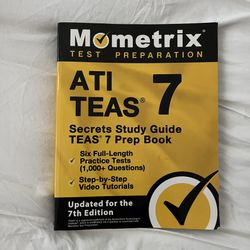 Mometrix®
TEST PREPARATION
ATI
TEAS® 7
Secrets Study Guide
TEAS® 7 Prep Book
Six Full-Length
Practice Tests
(1,000+ Questions)
Step-by-Step
Video Tutorials
Updated for the
7th Edition